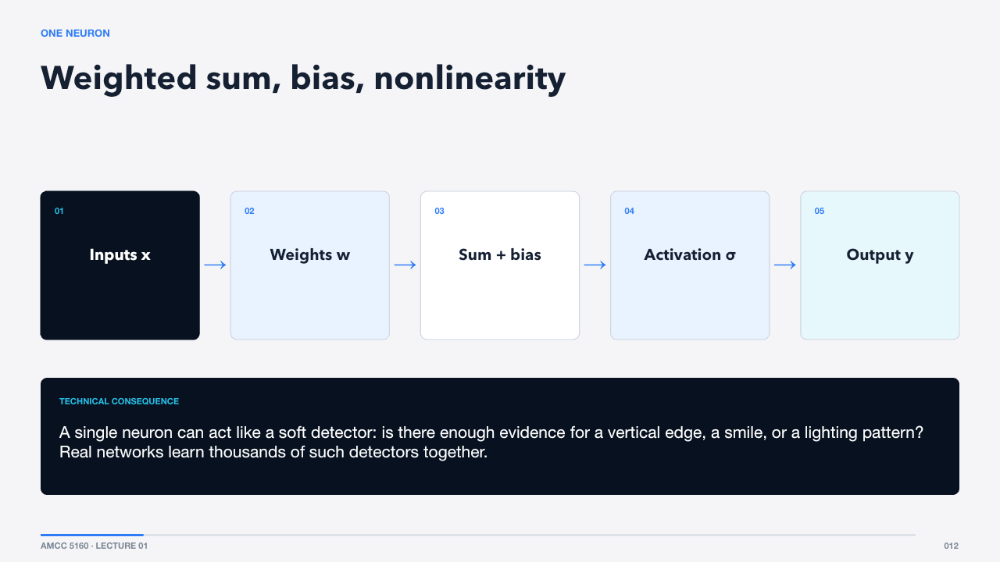 ONE NEURON
Weighted sum, bias, nonlinearity
01
Inputs x
→
02
Weights w
→
03
Sum + bias
→
04
Activation σ
→
05
Output y
TECHNICAL CONSEQUENCE
A single neuron can act like a soft detector: is there enough evidence for a vertical edge, a smile, or a lighting pattern?
Real networks learn thousands of such detectors together.
AMCC 5160 · LECTURE 01
012